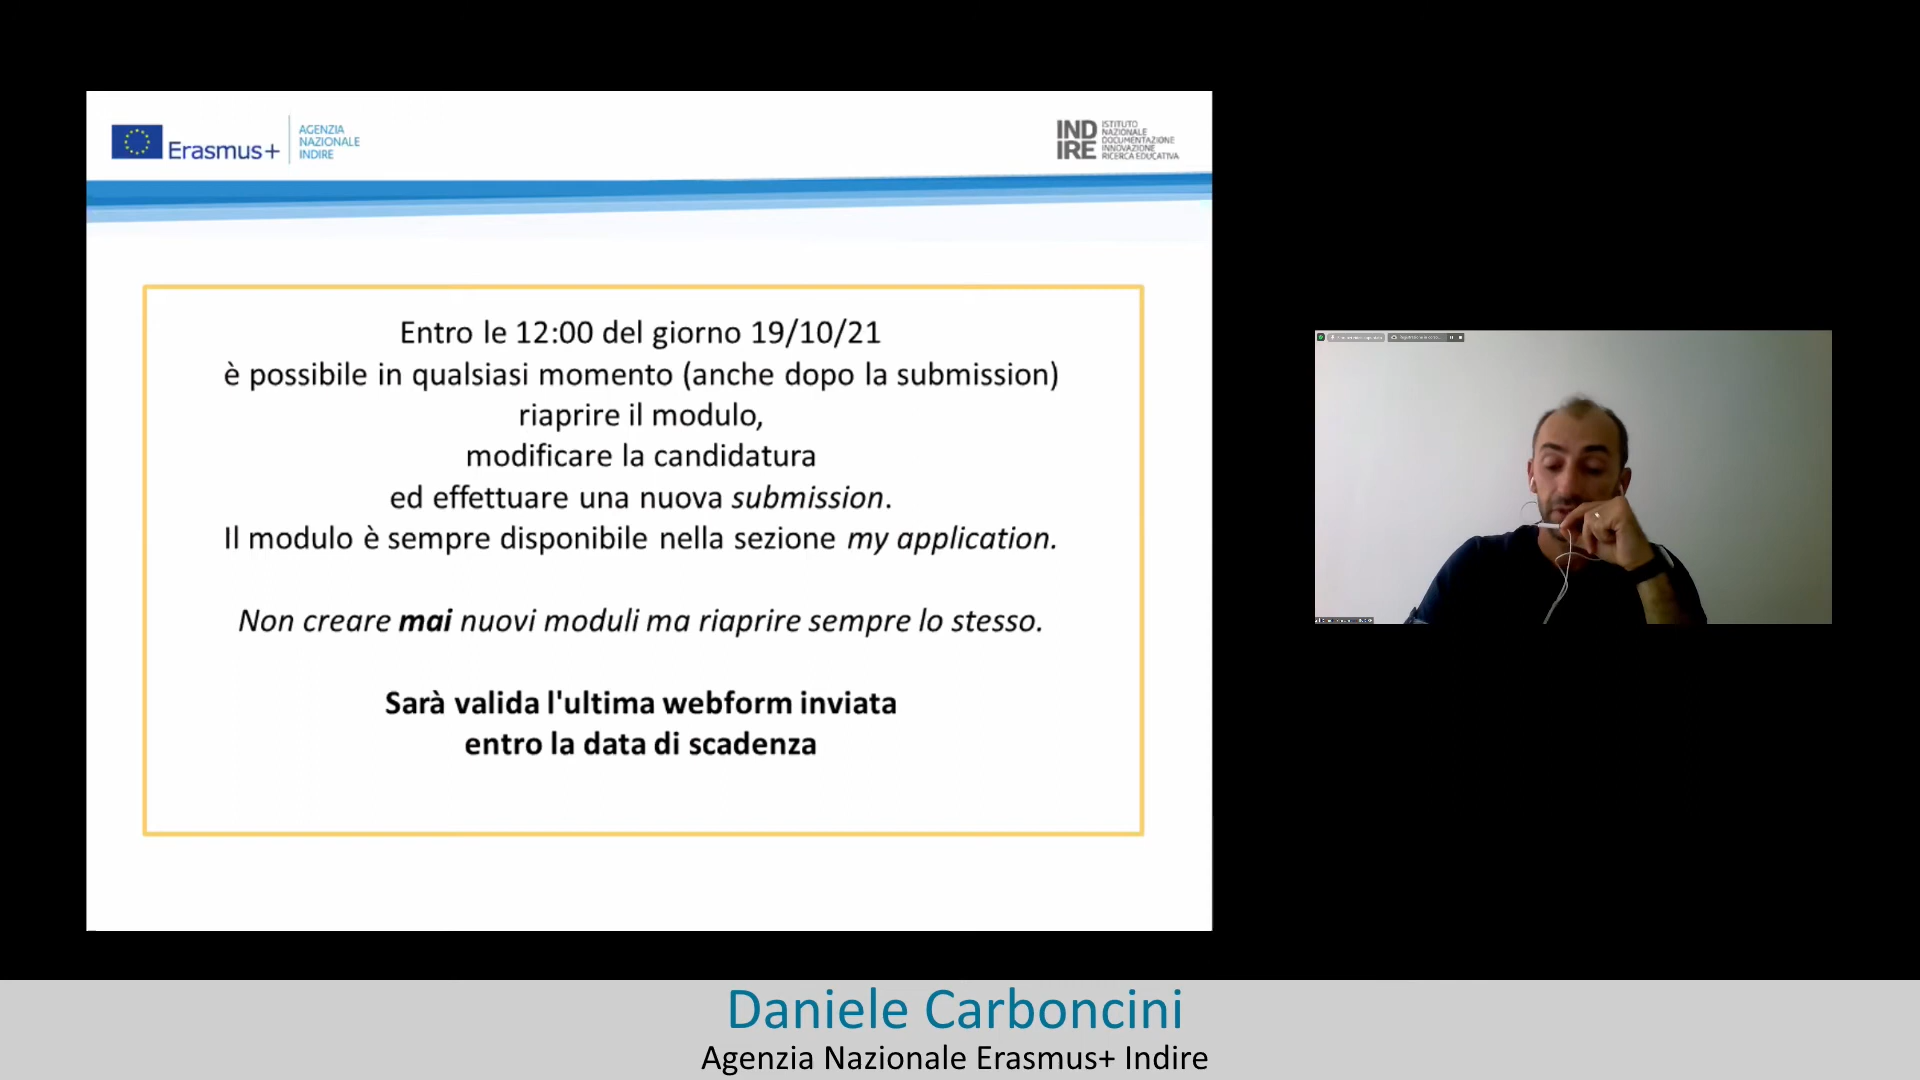 Erasmus+
AGENZIA
NAZIONALE
INDIRE
IND
IRE
ISTITUTO
NAZIONALE
DOCUMENTAZIONE
INNOVAZIONE
RICERCA EDUCATIVA
Entro le 12:00 del giorno 19/10/21
è possibile in qualsiasi momento (anche dopo la submission)
riaprire il modulo,
modificare la candidatura
ed effettuare una nuova submission.
Il modulo è sempre disponibile nella sezione my application.
Non creare mai nuovi moduli ma riaprire sempre lo stesso.
Sarà valida l'ultima webform inviata
entro la data di scadenza
Daniele Carboncini
Agenzia Nazionale Erasmus+ Indire